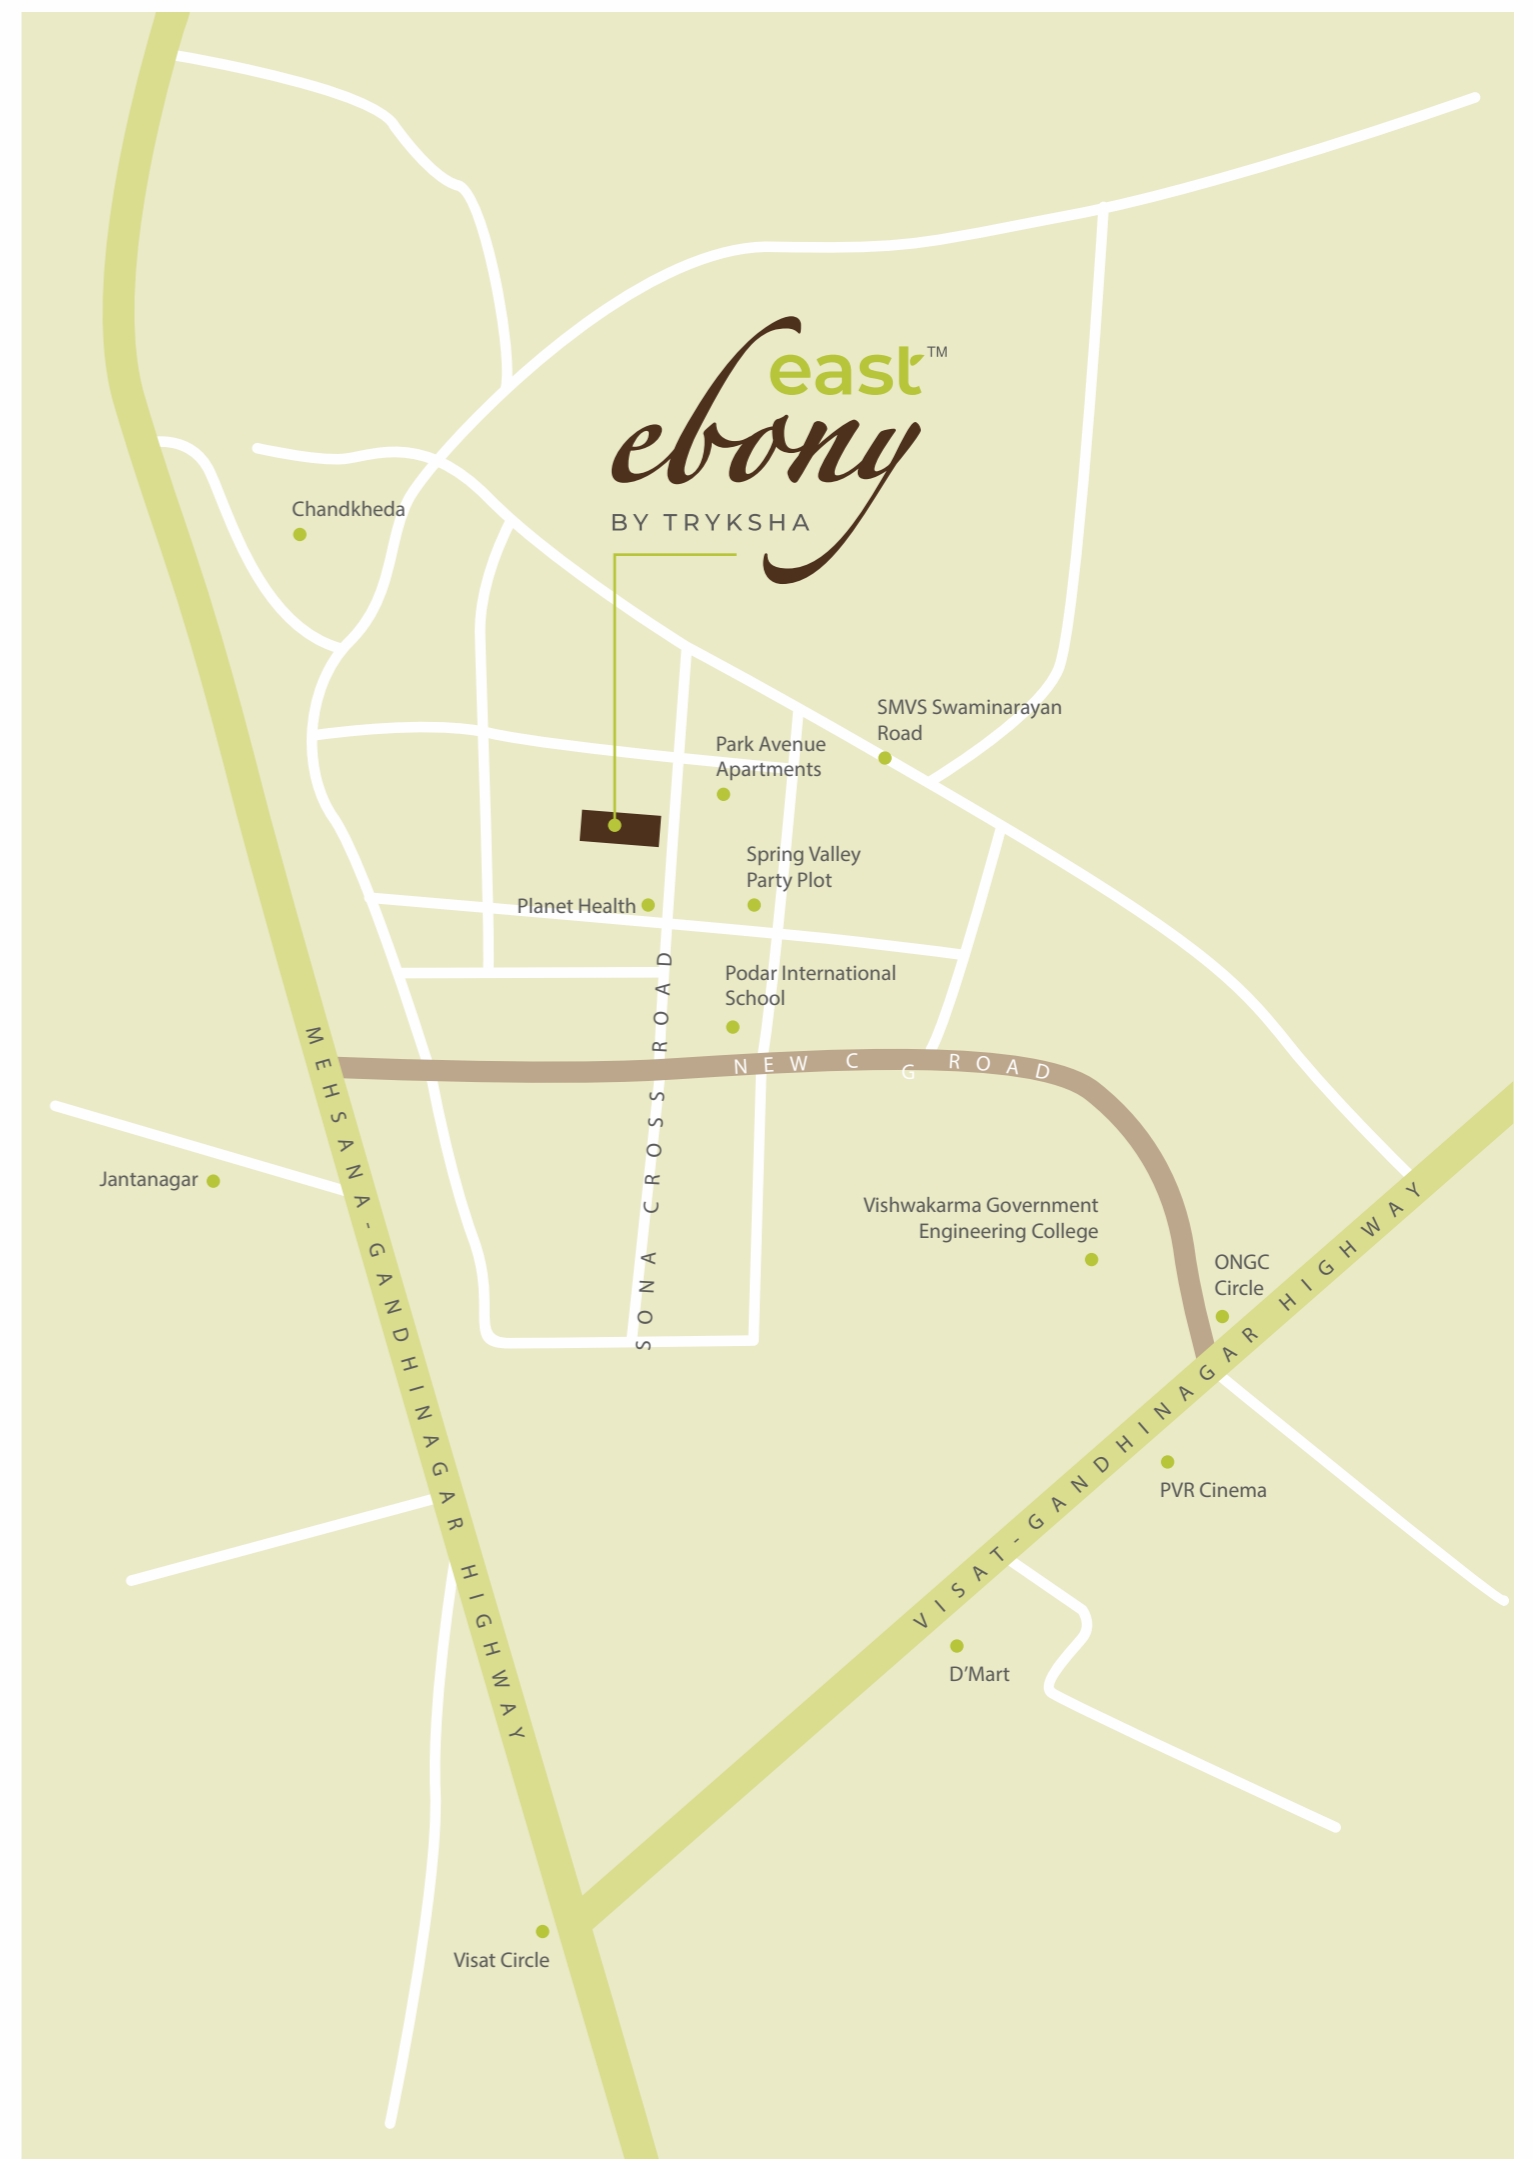 east™
ebony
BY TRYKSHA
Chandkheda
SMVS Swaminarayan
Road
Park Avenue
Apartments
Spring Valley
Party Plot
Planet Health
Podar International
School
SONA CROSS ROAD
NEW C G ROAD
MEHSANA-GANDHINAGAR HIGHWAY
Jantanagar
Vishwakarma Government
Engineering College
ONGC
Circle
VISAT-GANDHINAGAR HIGHWAY
PVR Cinema
D’Mart
Visat Circle